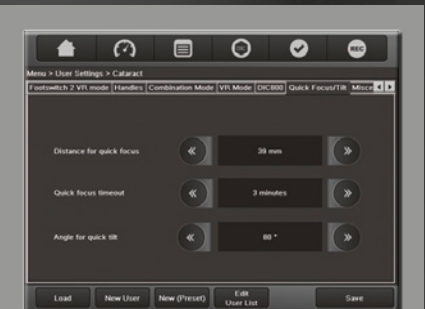 REC
Menu > User Settings > Cataract
Footswitch 2 VR mode Handles Combination Mode VR Mode DIC800 Quick Focus/Tilt Misce
Distance for quick focus
39 mm
Quick focus timeout
3 minutes
Angle for quick tilt
Load New User New (Preset) Edit User List Save